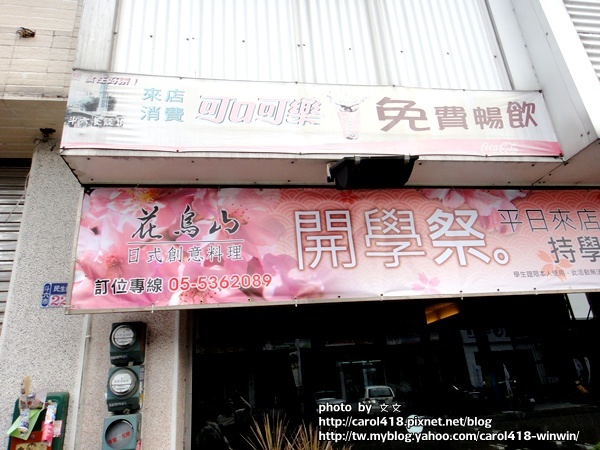 來店
消費
可口可樂
免費暢飲
花鳥山
日式創意料理
訂位專線 05-5362089
開學祭。
平日來店
持學
photo by 文文
http://carol418.pixnet.net/blog
http://tw.myblog.yahoo.com/carol418-winwin/